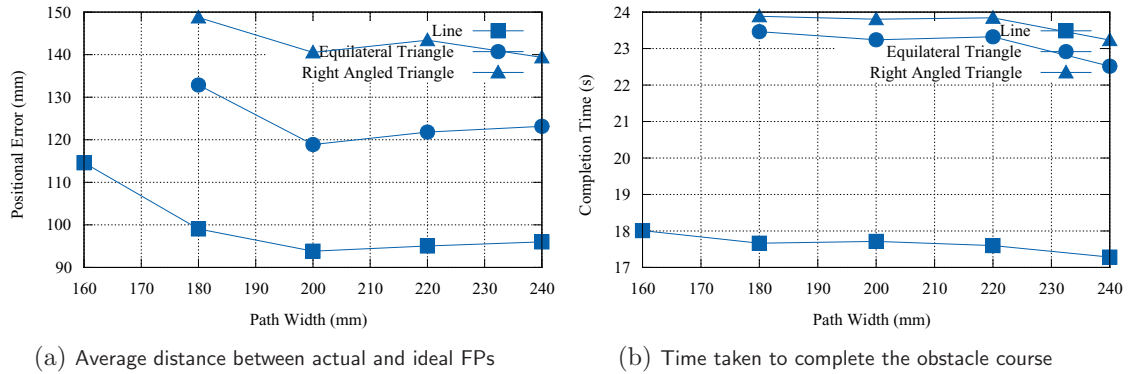 150
140
130
120
110
100
90
Positional Error (mm)
Line
Equilateral Triangle
Right Angled Triangle
160 170 180 190 200 210 220 230 240
Path Width (mm)
(a) Average distance between actual and ideal FPs
24
23
22
21
20
19
18
17
Completion Time (s)
Line
Equilateral Triangle
Right Angled Triangle
160 170 180 190 200 210 220 230 240
Path Width (mm)
(b) Time taken to complete the obstacle course